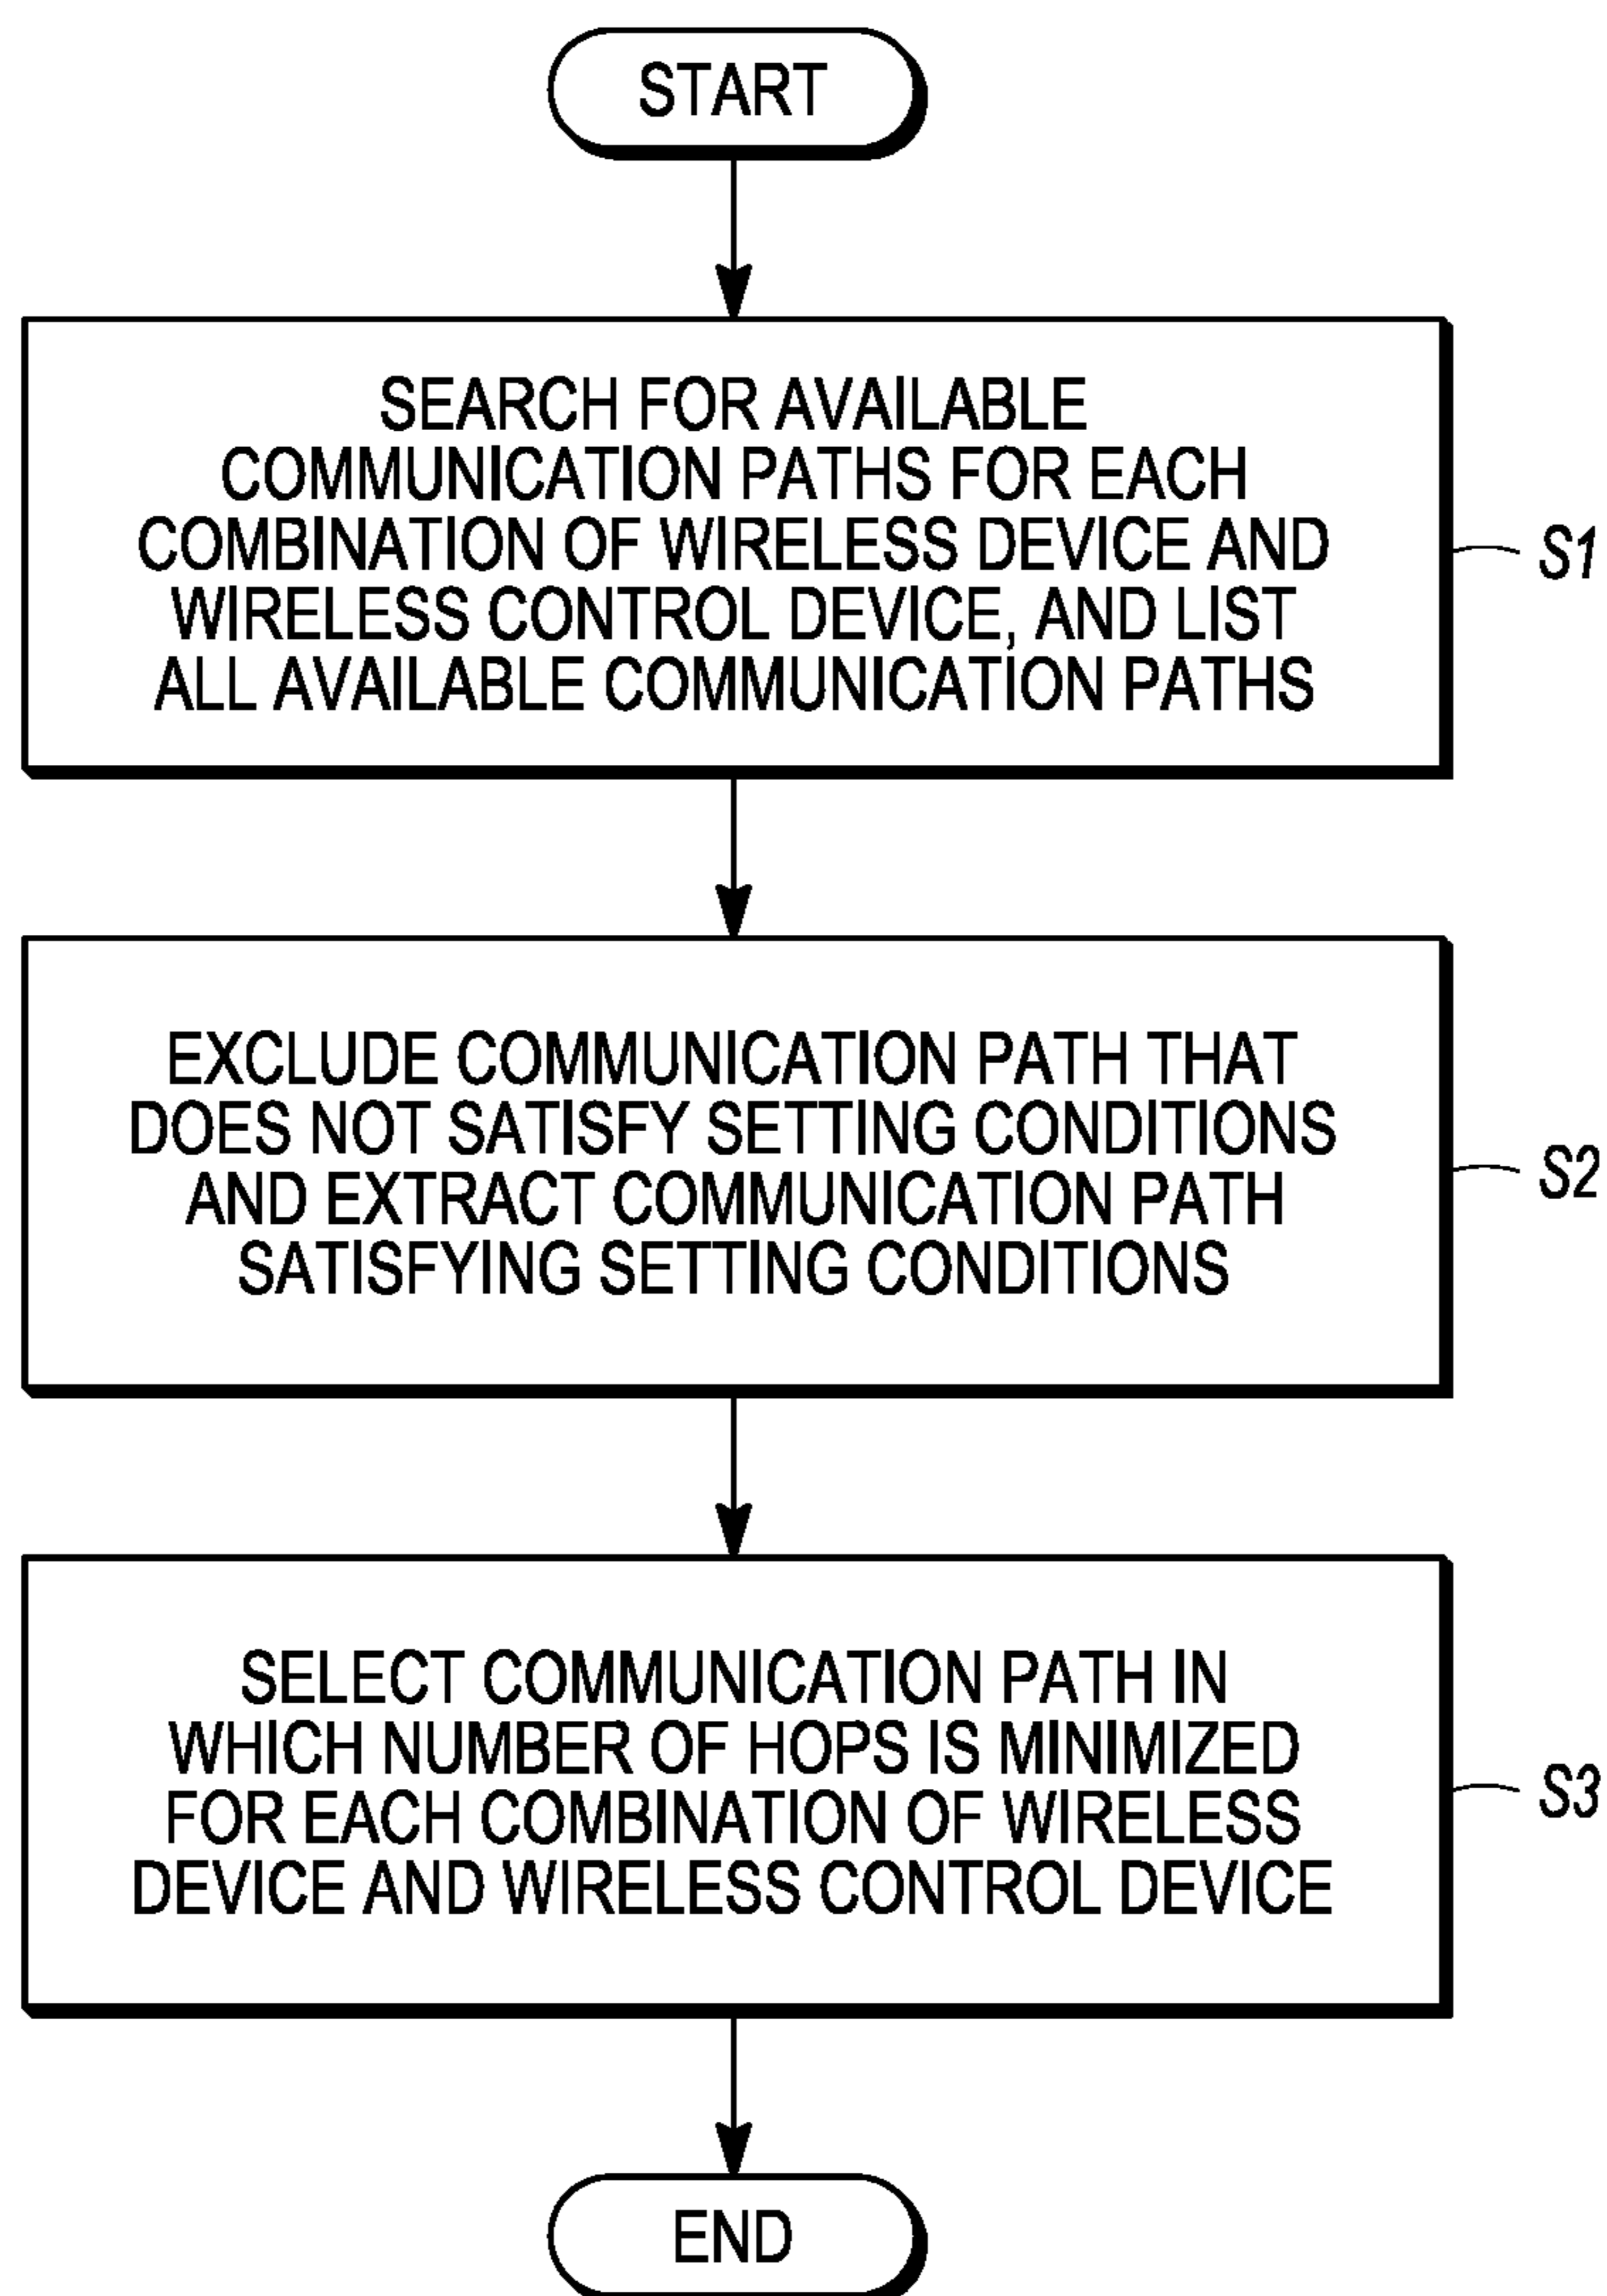 START
SEARCH FOR AVAILABLE
COMMUNICATION PATHS FOR EACH
COMBINATION OF WIRELESS DEVICE AND
WIRELESS CONTROL DEVICE, AND LIST
ALL AVAILABLE COMMUNICATION PATHS
S1
EXCLUDE COMMUNICATION PATH THAT
DOES NOT SATISFY SETTING CONDITIONS
AND EXTRACT COMMUNICATION PATH
SATISFYING SETTING CONDITIONS
S2
SELECT COMMUNICATION PATH IN
WHICH NUMBER OF HOPS IS MINIMIZED
FOR EACH COMBINATION OF WIRELESS
DEVICE AND WIRELESS CONTROL DEVICE
S3
END